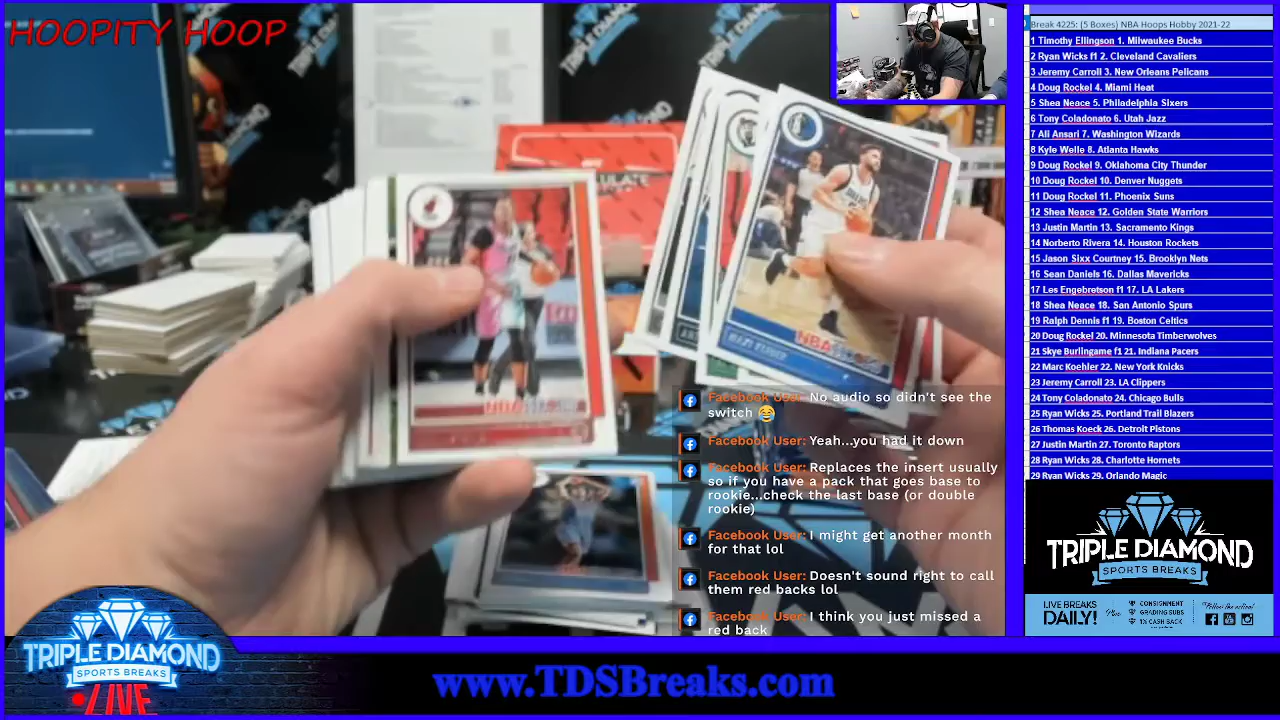 HOOPITY HOOP
Break 4225: (5 Boxes) NBA Hoops Hobby 2021-22
1 Timothy Ellingson 1. Milwaukee Bucks
2 Ryan Wicks f1 2. Cleveland Cavaliers
3 Jeremy Carroll 3. New Orleans Pelicans
4 Doug Rockel 4. Miami Heat
5 Shea Neace 5. Philadelphia Sixers
6 Tony Coladonato 6. Utah Jazz
7 Ali Ansari 7. Washington Wizards
8 Kyle Welle 8. Atlanta Hawks
9 Doug Rockel 9. Oklahoma City Thunder
10 Doug Rockel 10. Denver Nuggets
11 Doug Rockel 11. Phoenix Suns
12 Shea Neace 12. Golden State Warriors
13 Justin Martin 13. Sacramento Kings
14 Norberto Rivera 14. Houston Rockets
15 Jason Sixx Courtney 15. Brooklyn Nets
16 Sean Daniels 16. Dallas Mavericks
17 Les Engebretson f1 17. LA Lakers
18 Shea Neace 18. San Antonio Spurs
19 Ralph Dennis f1 19. Boston Celtics
20 Doug Rockel 20. Minnesota Timberwolves
21 Skye Burlingame f1 21. Indiana Pacers
22 Marc Koehler 22. New York Knicks
23 Jeremy Carroll 23. LA Clippers
24 Tony Coladonato 24. Chicago Bulls
25 Ryan Wicks 25. Portland Trail Blazers
26 Thomas Koeck 26. Detroit Pistons
27 Justin Martin 27. Toronto Raptors
28 Ryan Wicks 28. Charlotte Hornets
29 Ryan Wicks 29. Orlando Magic
Facebook User: No audio so didn't see the
switch 😂
Facebook User: Yeah...you had it down
Facebook User: Replaces the insert usually
so if you have a pack that goes base to
rookie...check the last base (or double
rookie)
Facebook User: I might get another month
for that lol
Facebook User: Doesn't sound right to call
them red backs lol
Facebook User: I think you just missed a
red back
TRIPLE DIAMOND
SPORTS BREAKS
LIVE BREAKS
DAILY!
Plus
CONSIGNMENT
GRADING SUBS
1% CASH BACK
Follow the action!
TRIPLE DIAMOND
SPORTS BREAKS
LIVE
www.TDSBreaks.com